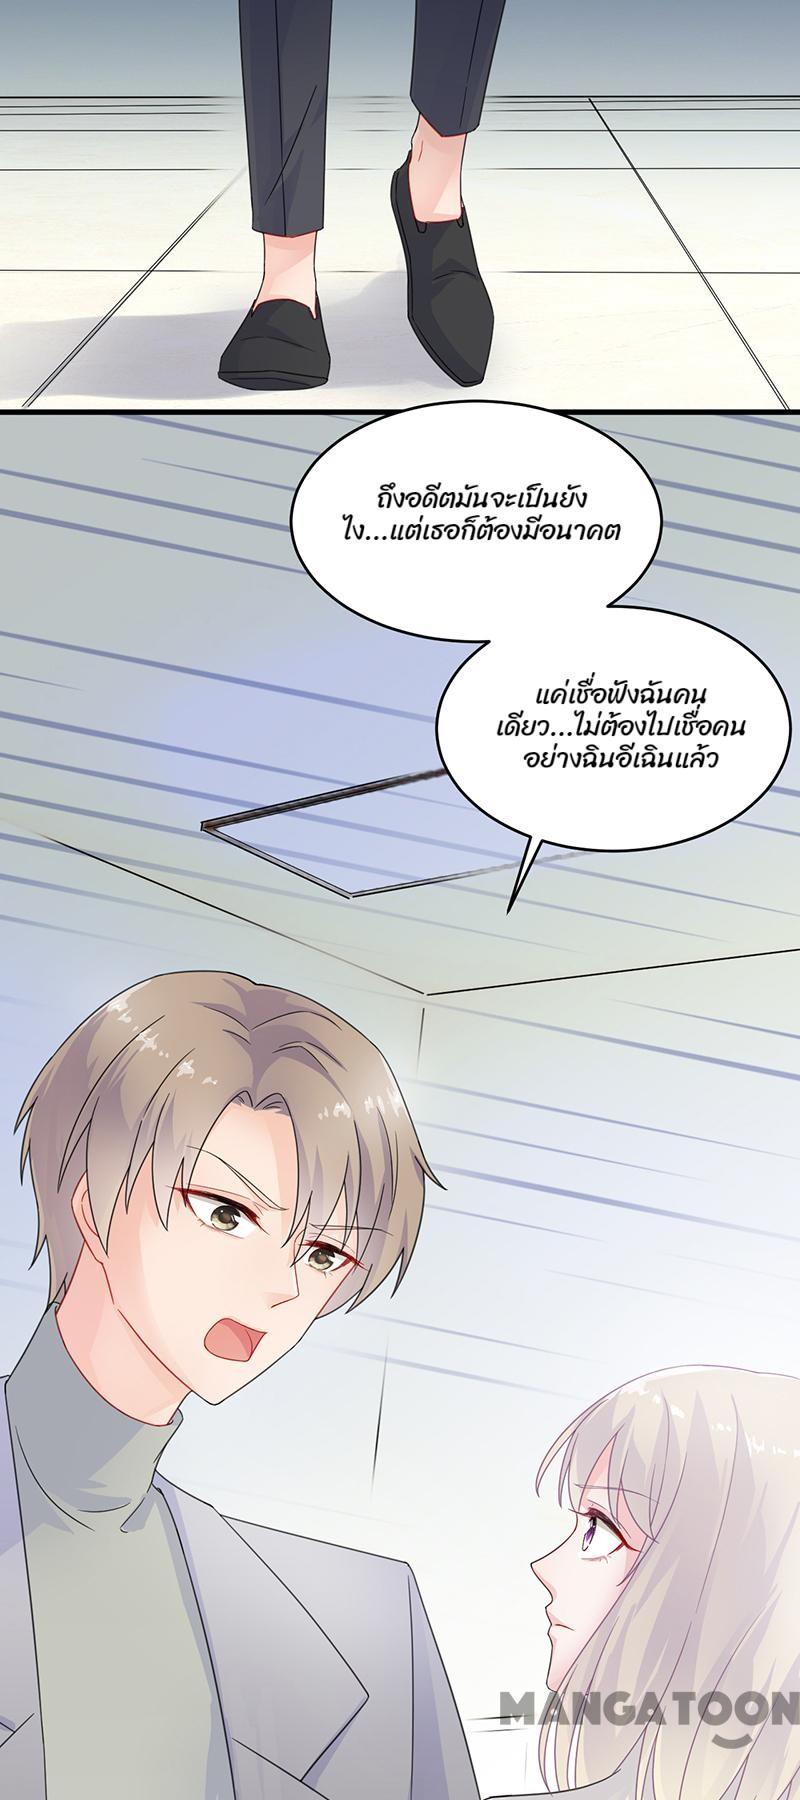 ถึงอดีตมันจะเป็นยัง
ไง...แต่เธอก็ต้องมีอนาคต
แค่เชื่อฟังฉันคน
เดียว...ไม่ต้องไปเชื่อคน
อย่างฉินอีเฉินแล้ว
MANGATOON